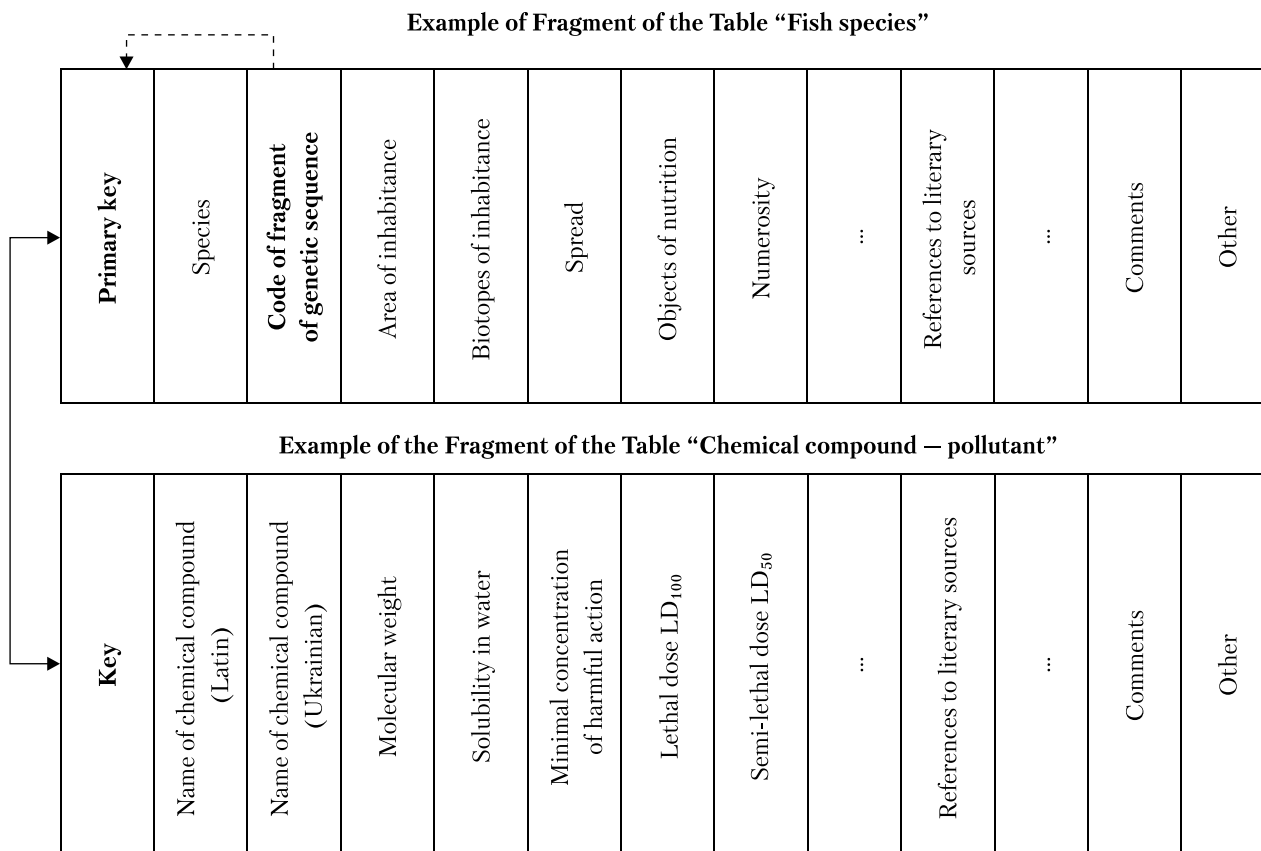 Example of Fragment of the Table “Fish species”
Primary key
Species
Code of fragment
of genetic sequence
Area of inhabitance
Biotopes of inhabitance
Spread
Objects of nutrition
Numerosity
...
References to literary
sources
...
Comments
Other
Example of the Fragment of the Table “Chemical compound — pollutant”
Key
Name of chemical compound
(Latin)
Name of chemical compound
(Ukrainian)
Molecular weight
Solubility in water
Minimal concentration
of harmful action
Lethal dose LD₁₀₀
Semi-lethal dose LD₅₀
...
References to literary sources
...
Comments
Other